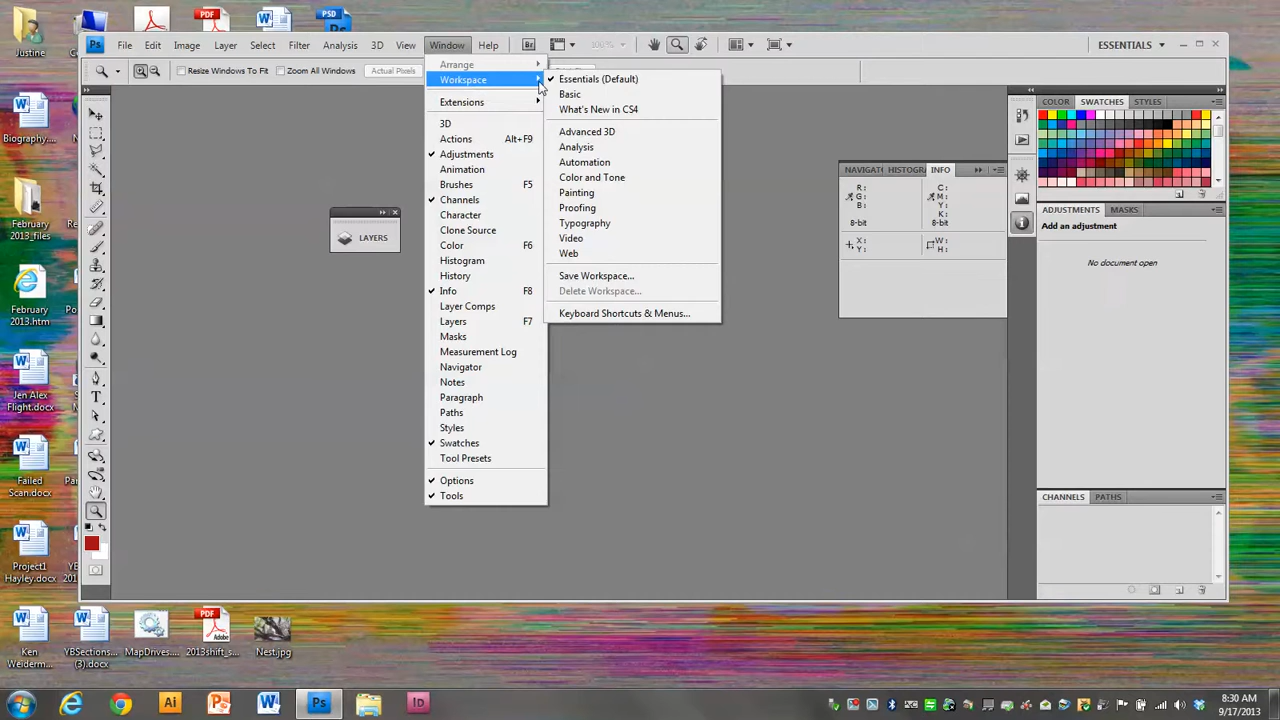 Justine
Ps File Edit Image Layer Select Filter Analysis 3D View Window Help Br 100% ESSENTIALS
Resize Windows To Fit Zoom All Windows Actual Pixels
Arrange
Workspace
Extensions
3D
Actions Alt+F9
Adjustments
Animation
Brushes F5
Channels
Character
Clone Source
Color F6
Histogram
History
Info F8
Layer Comps
Layers F7
Masks
Measurement Log
Navigator
Notes
Paragraph
Paths
Styles
Swatches
Tool Presets
Options
Tools
Essentials (Default)
Basic
What's New in CS4
Advanced 3D
Analysis
Automation
Color and Tone
Painting
Proofing
Typography
Video
Web
Save Workspace...
Delete Workspace...
Keyboard Shortcuts & Menus...
LAYERS
NAVIGAT HISTOGR INFO
R: C:
G: M:
B: Y:
K:
8-bit 8-bit
X: W:
Y: H:
COLOR SWATCHES STYLES
ADJUSTMENTS MASKS
Add an adjustment
No document open
CHANNELS PATHS
Biography....
February
2013_files
February
2013.htm
Jen Alex
Flight.docx
Failed
Scan.docx
Project1
Hayley.docx
Ken
Weiderm...
YBSections...
(3).docx
MapDrives....
2013shift_s...
Nest.jpg
PDF
PSD
PDF
Adobe
Ai
Ps
Id
8:30 AM
9/17/2013